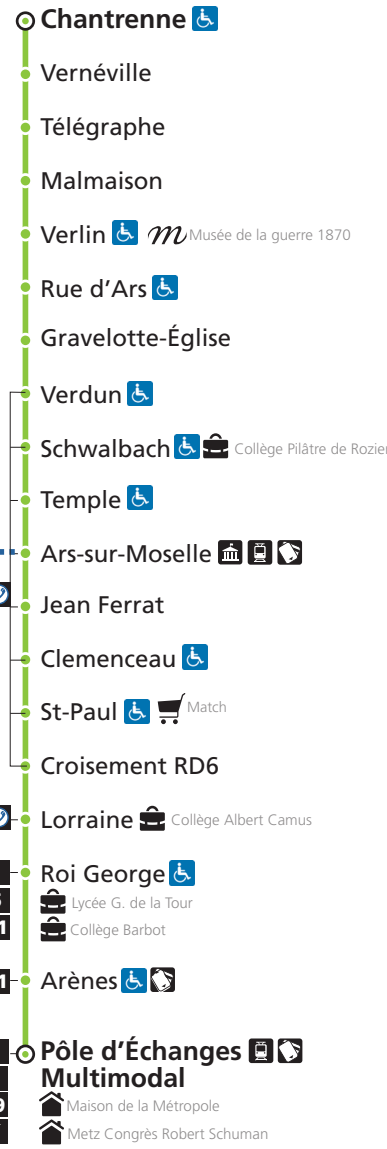 Chantrenne
Vernéville
Télégraphe
Malmaison
Verlin m Musée de la guerre 1870
Rue d'Ars
Gravelotte-Église
Verdun
Schwalbach Collège Pilâtre de Rozier
Temple
Ars-sur-Moselle
Jean Ferrat
Clemenceau
St-Paul Match
Croisement RD6
Lorraine Collège Albert Camus
Roi George
Lycée G. de la Tour
1 Collège Barbot
1 Arènes
Pôle d'Échanges
Multimodal
Maison de la Métropole
Metz Congrès Robert Schuman